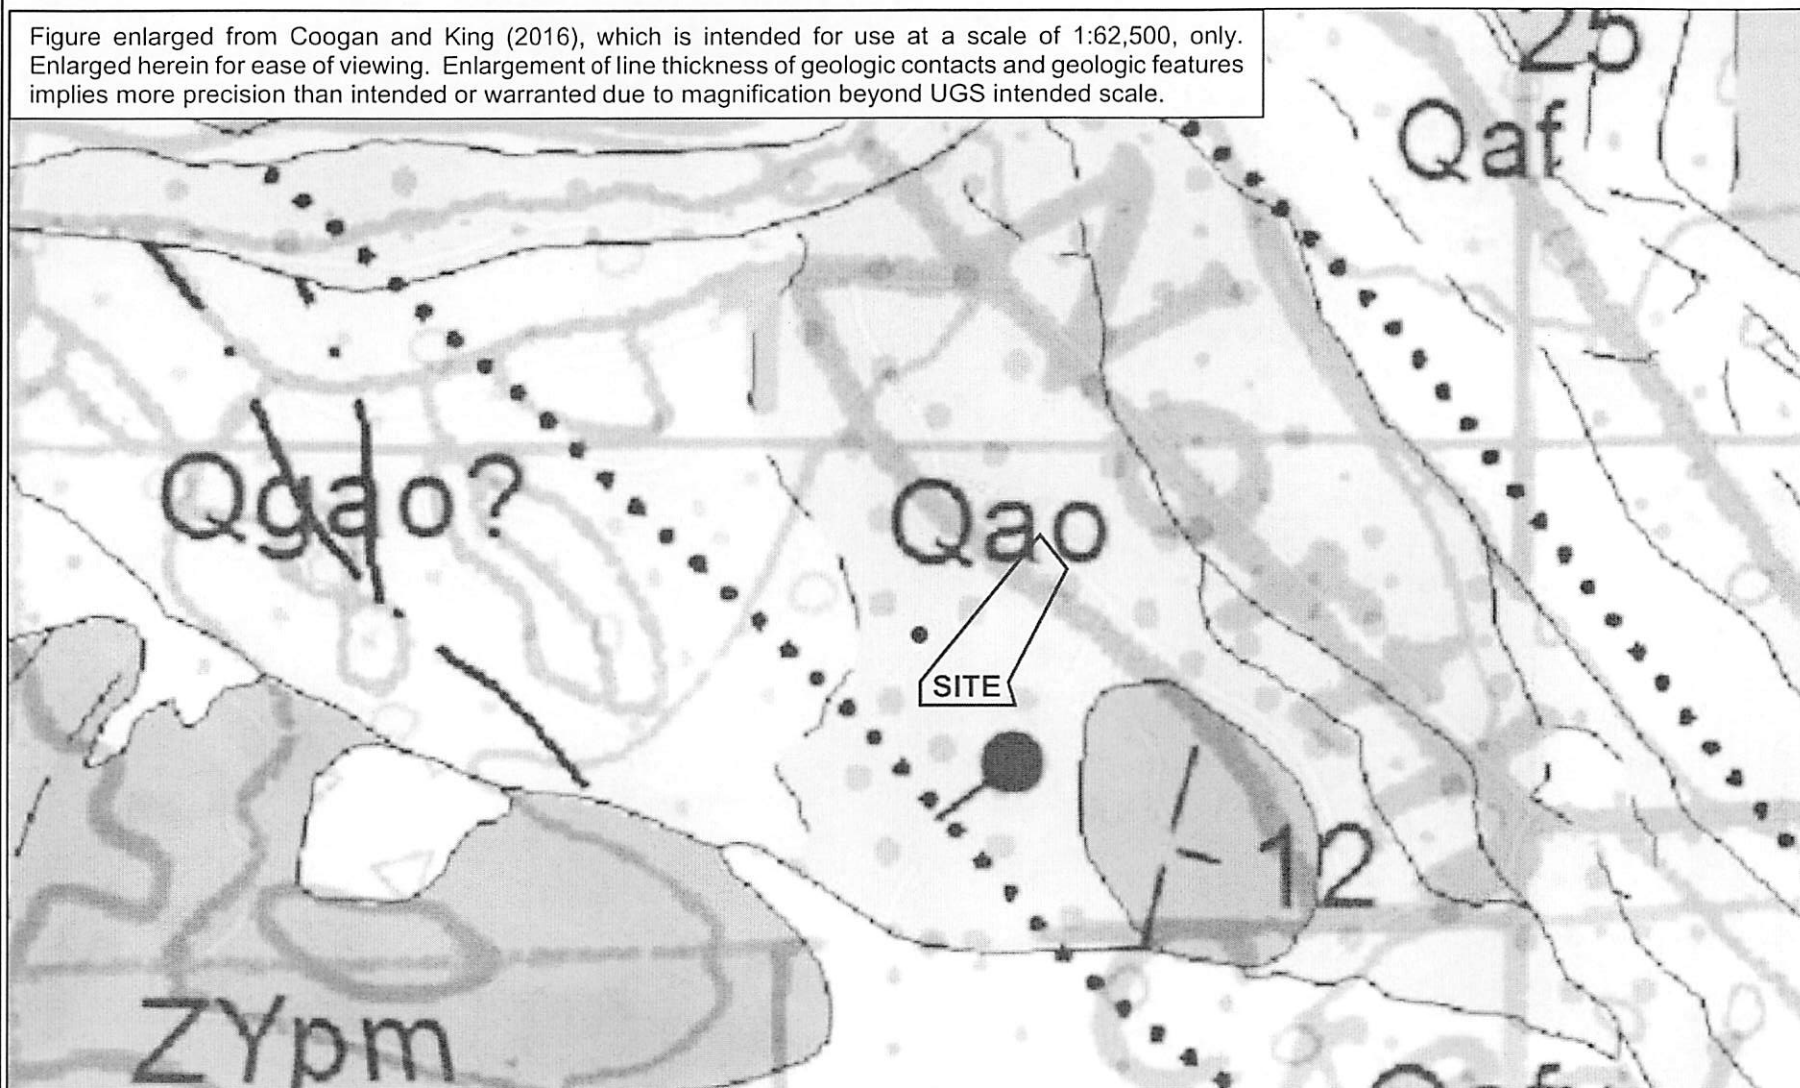 Figure enlarged from Coogan and King (2016), which is intended for use at a scale of 1:62,500, only.
Enlarged herein for ease of viewing. Enlargement of line thickness of geologic contacts and geologic features
implies more precision than intended or warranted due to magnification beyond UGS intended scale.
25
Qaf
Qgao?
Qao
SITE
12
ZYpm
Qaf